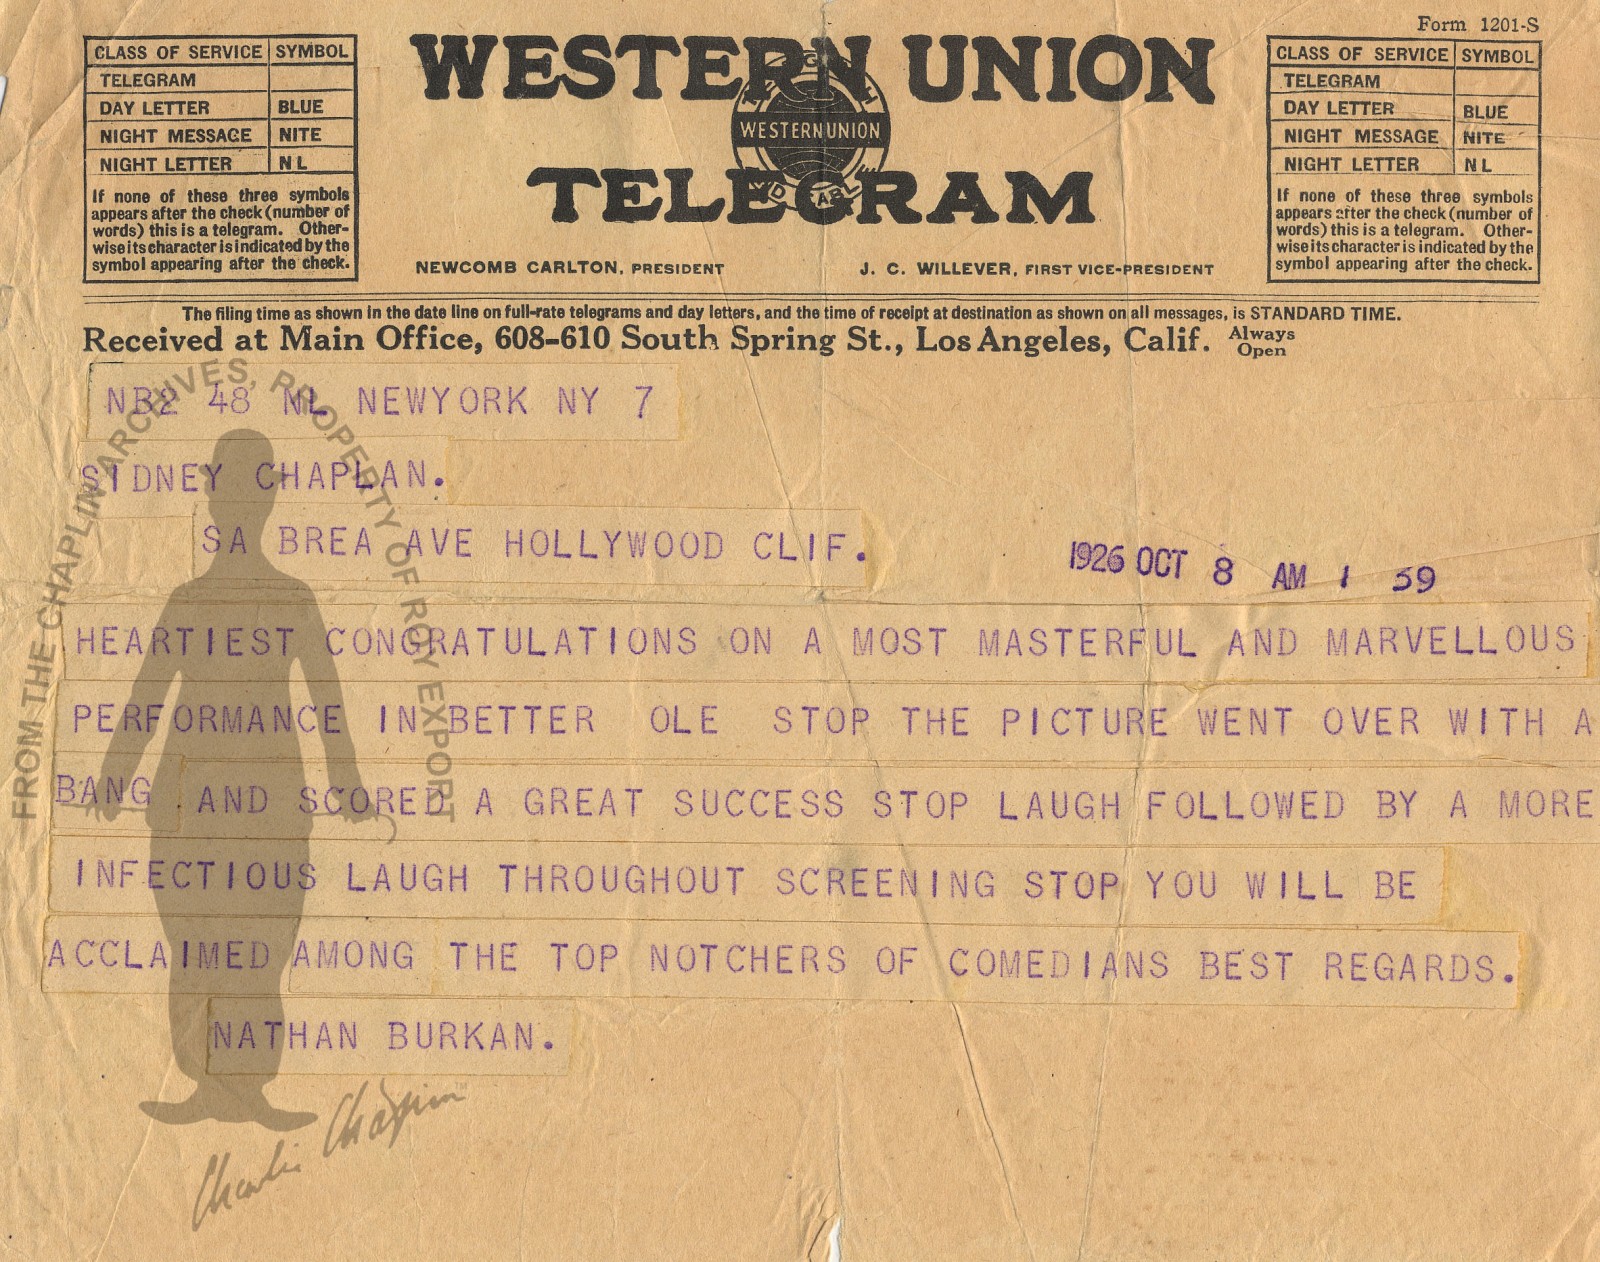 Form 1201-S
CLASS OF SERVICE SYMBOL
TELEGRAM
DAY LETTER BLUE
NIGHT MESSAGE NITE
NIGHT LETTER N L
If none of these three symbols
appears after the check (number of
words) this is a telegram. Other-
wise its character is indicated by the
symbol appearing after the check.
WESTERN UNION
WESTERN UNION
TELEGRAM
NEWCOMB CARLTON, PRESIDENT J. C. WILLEVER, FIRST VICE-PRESIDENT
CLASS OF SERVICE SYMBOL
TELEGRAM
DAY LETTER BLUE
NIGHT MESSAGE NITE
NIGHT LETTER N L
If none of these three symbols
appears after the check (number of
words) this is a telegram. Other-
wise its character is indicated by the
symbol appearing after the check.
The filing time as shown in the date line on full-rate telegrams and day letters, and the time of receipt at destination as shown on all messages, is STANDARD TIME.
Received at Main Office, 608-610 South Spring St., Los Angeles, Calif. Always Open
NB2 48 NL NEWYORK NY 7
SIDNEY CHAPLAN.
SA BREA AVE HOLLYWOOD CLIF.
1926 OCT 8 AM 1 59
HEARTIEST CONGRATULATIONS ON A MOST MASTERFUL AND MARVELLOUS
PERFORMANCE IN BETTER OLE STOP THE PICTURE WENT OVER WITH A
BANG AND SCORED A GREAT SUCCESS STOP LAUGH FOLLOWED BY A MORE
INFECTIOUS LAUGH THROUGHOUT SCREENING STOP YOU WILL BE
ACCLAIMED AMONG THE TOP NOTCHERS OF COMEDIANS BEST REGARDS.
NATHAN BURKAN.
FROM THE CHAPLIN ARCHIVES, PROPERTY OF ROY EXPORT
Charlie Chaplin™